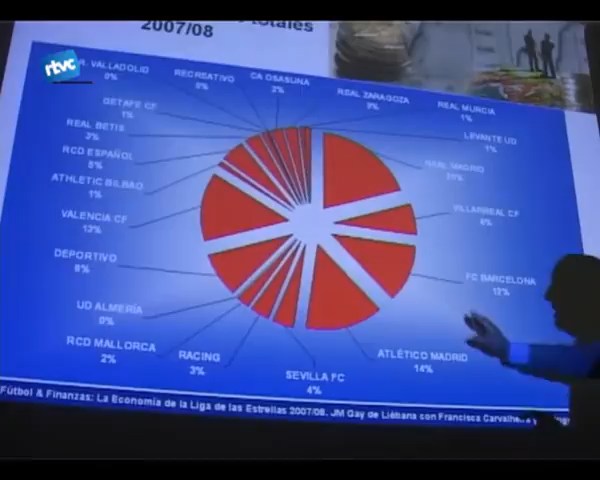 totales
2007/08
rtvc
R. VALLADOLID
0%
RECREATIVO
0%
CA OSASUNA
2%
REAL ZARAGOZA
REAL MURCIA
1%
GETAFE CF
1%
LEVANTE UD
1%
REAL BETIS
3%
REAL MADRID
RCD ESPAÑOL
5%
ATHLETIC BILBAO
1%
VILLARREAL CF
VALENCIA CF
13%
DEPORTIVO
FC BARCELONA
12%
UD ALMERÍA
0%
RCD MALLORCA
2%
RACING
3%
ATLÉTICO MADRID
14%
SEVILLA FC
4%
Fútbol & Finanzas: La Economía de la Liga de las Estrellas 2007/08. JM Gay de Liébana con Francisca